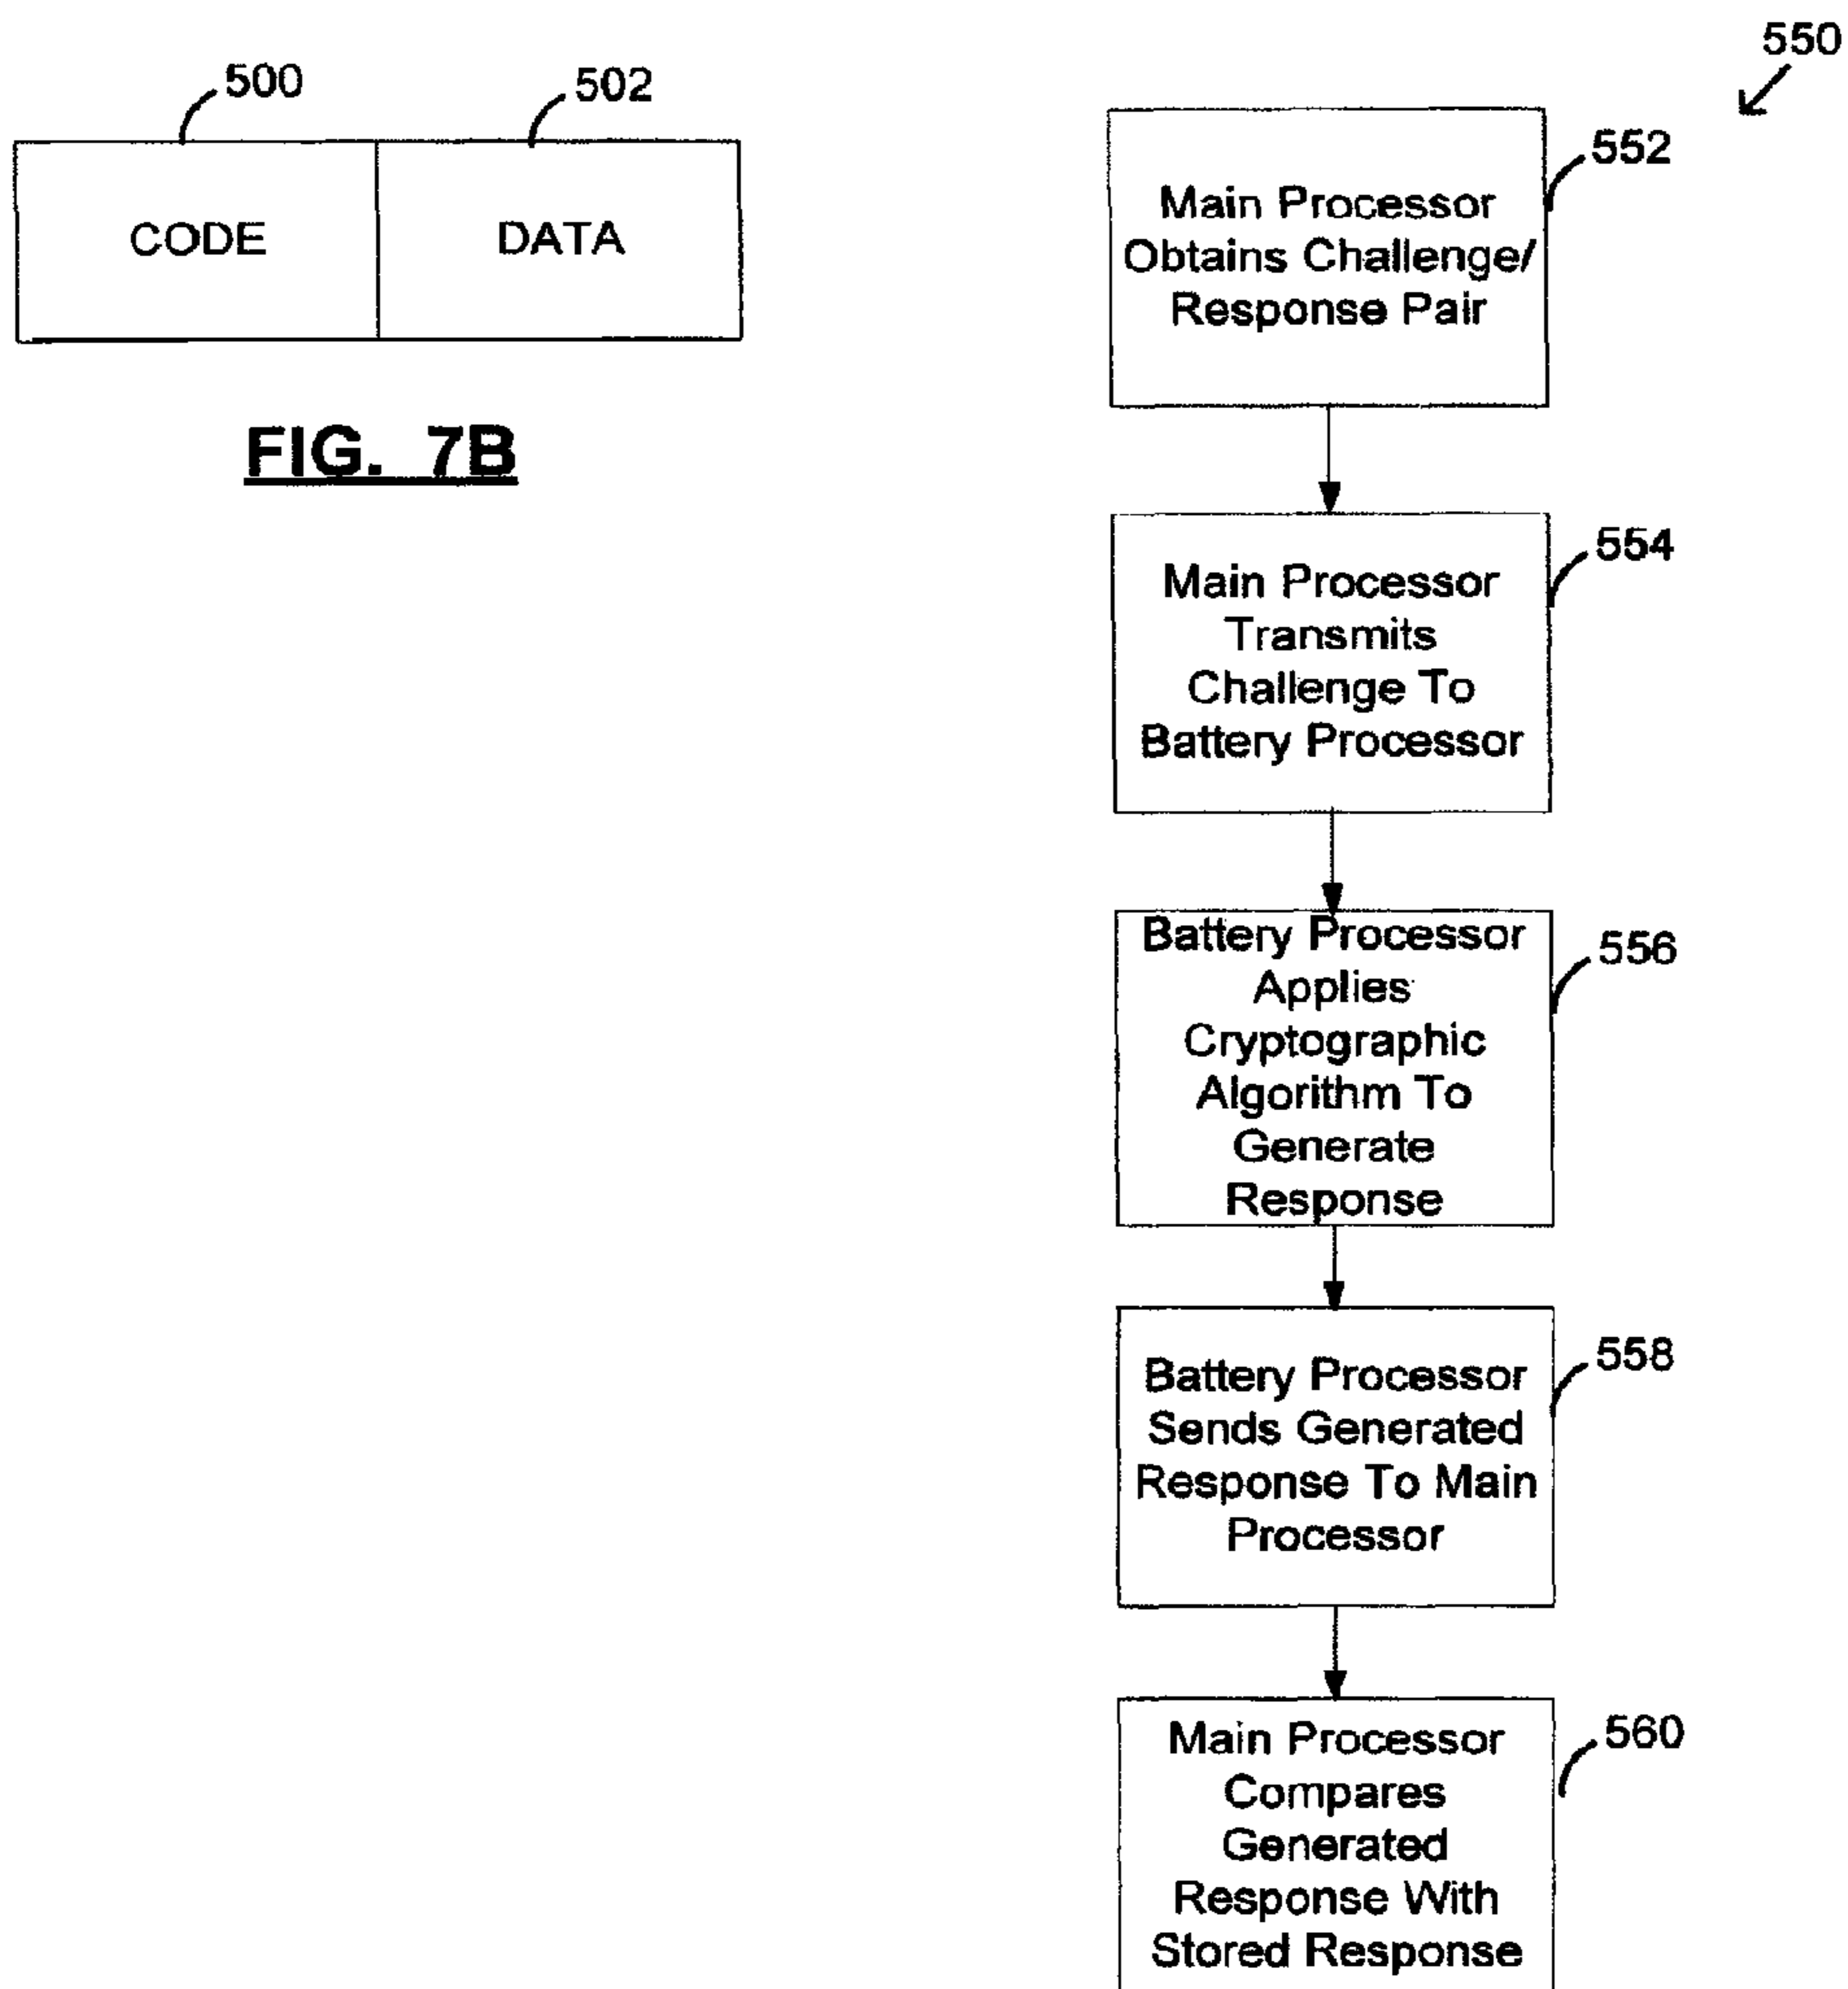 500
502
CODE
DATA
FIG. 7B
550
552
Main Processor
Obtains Challenge/
Response Pair
554
Main Processor
Transmits
Challenge To
Battery Processor
556
Battery Processor
Applies
Cryptographic
Algorithm To
Generate
Response
558
Battery Processor
Sends Generated
Response To Main
Processor
560
Main Processor
Compares
Generated
Response With
Stored Response